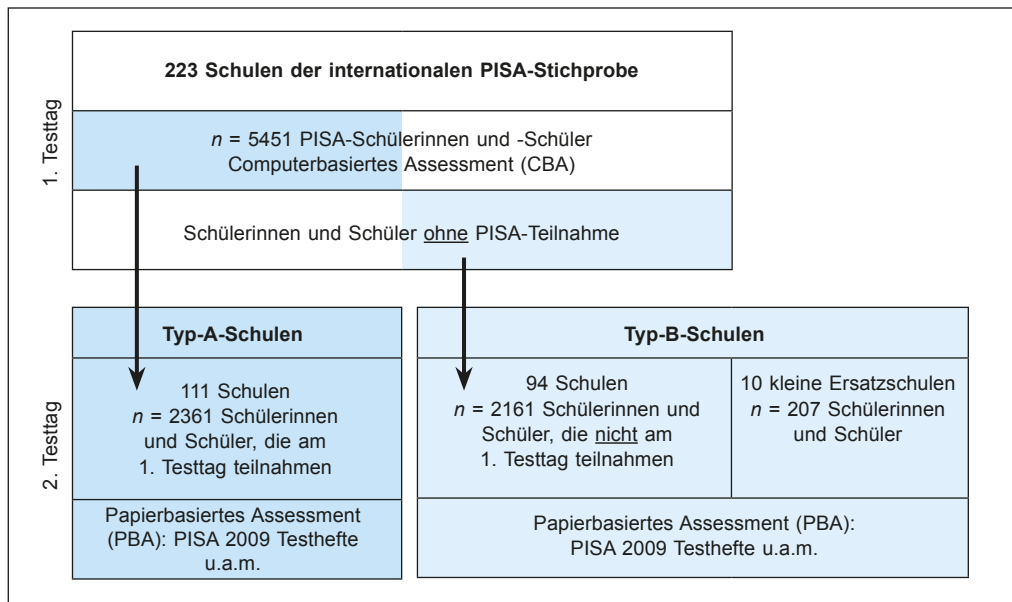 1. Testtag
223 Schulen der internationalen PISA-Stichprobe
n = 5451 PISA-Schülerinnen und -Schüler
Computerbasiertes Assessment (CBA)
Schülerinnen und Schüler ohne PISA-Teilnahme
2. Testtag
Typ-A-Schulen
111 Schulen
n = 2361 Schülerinnen
und Schüler, die am
1. Testtag teilnahmen
Papierbasiertes Assessment
(PBA): PISA 2009 Testhefte
u.a.m.
Typ-B-Schulen
94 Schulen
n = 2161 Schülerinnen und
Schüler, die nicht am
1. Testtag teilnahmen
10 kleine Ersatzschulen
n = 207 Schülerinnen
und Schüler
Papierbasiertes Assessment (PBA):
PISA 2009 Testhefte u.a.m.